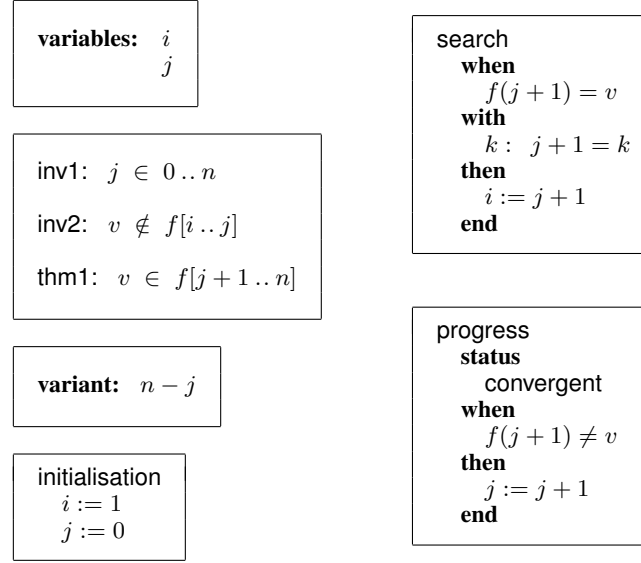 variables: i
j
inv1: j ∈ 0 .. n
inv2: v ∉ f[i .. j]
thm1: v ∈ f[j + 1 .. n]
variant: n − j
initialisation
i := 1
j := 0
search
when
f(j + 1) = v
with
k : j + 1 = k
then
i := j + 1
end
progress
status
convergent
when
f(j + 1) ≠ v
then
j := j + 1
end